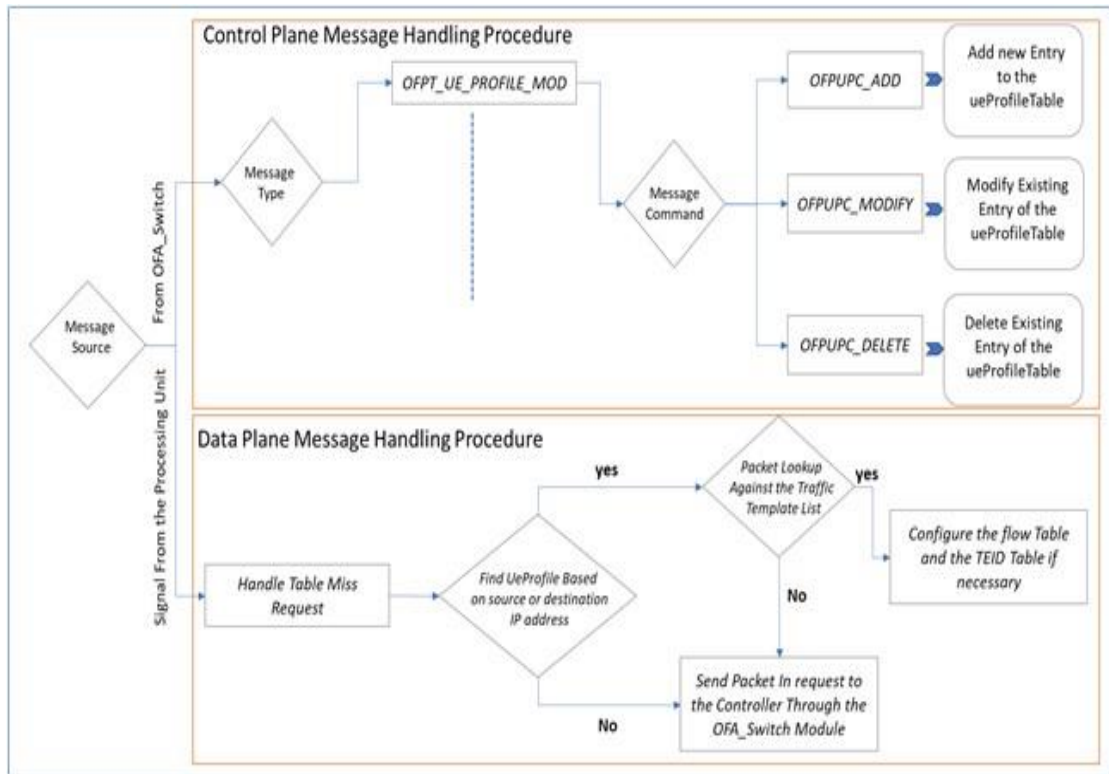 Control Plane Message Handling Procedure
OFPT_UE_PROFILE_MOD
Message
Type
From OFA_Switch
Message
Command
OFPUPC_ADD
Add new Entry
to the
ueProfileTable
OFPUPC_MODIFY
Modify Existing
Entry of the
ueProfileTable
OFPUPC_DELETE
Delete Existing
Entry of the
ueProfileTable
Message
Source
Signal From the Processing Unit
Data Plane Message Handling Procedure
Handle Table Miss
Request
Find UeProfile Based
on source or destination
IP address
yes
No
Packet Lookup
Against the Traffic
Template List
yes
No
Configure the flow Table
and the TEID Table if
necessary
Send Packet In request to
the Controller Through the
OFA_Switch Module